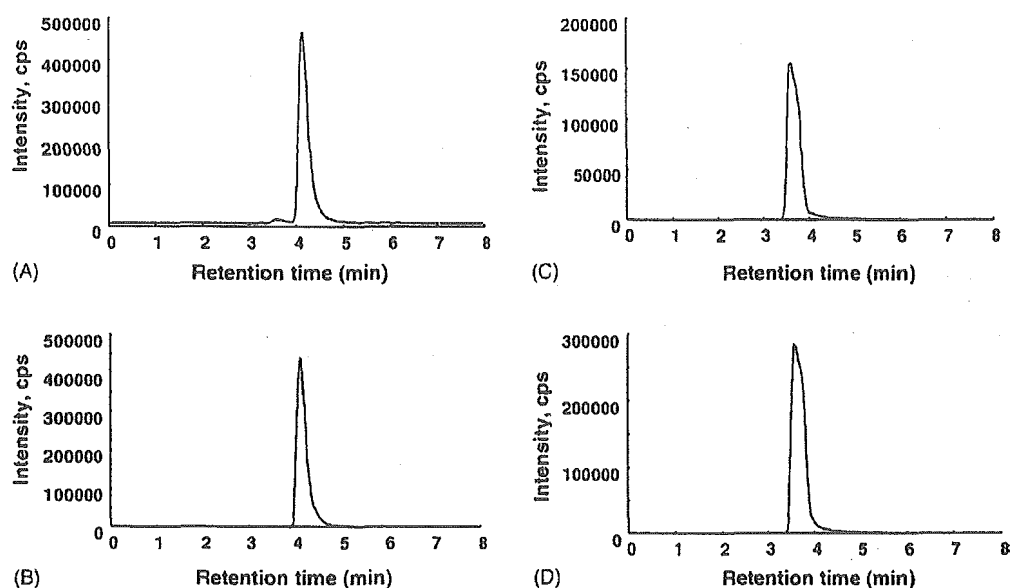 500000
400000
300000
200000
100000
0
Intensity, cps
0 1 2 3 4 5 6 7 8
Retention time (min)
(A)
200000
150000
100000
50000
0
Intensity, cps
0 1 2 3 4 5 6 7 8
Retention time (min)
(C)
500000
400000
300000
200000
100000
0
Intensity, cps
0 1 2 3 4 5 6 7 8
Retention time (min)
(B)
300000
200000
100000
0
Intensity, cps
0 1 2 3 4 5 6 7 8
Retention time (min)
(D)